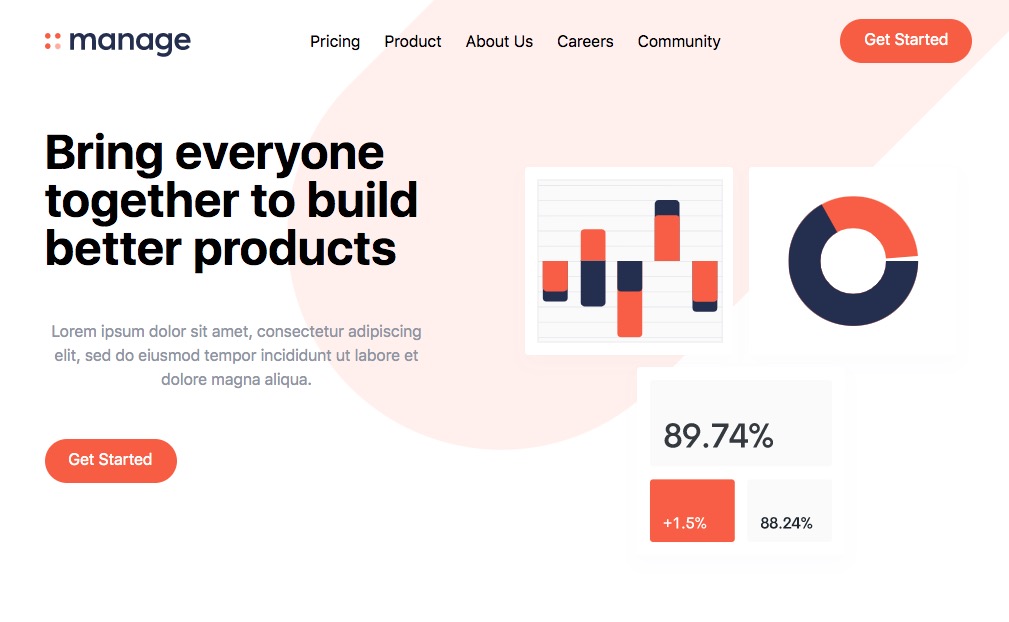 manage
Pricing
Product
About Us
Careers
Community
Get Started
Bring everyone
together to build
better products
Lorem ipsum dolor sit amet, consectetur adipiscing
elit, sed do eiusmod tempor incididunt ut labore et
dolore magna aliqua.
Get Started
89.74%
+1.5%
88.24%